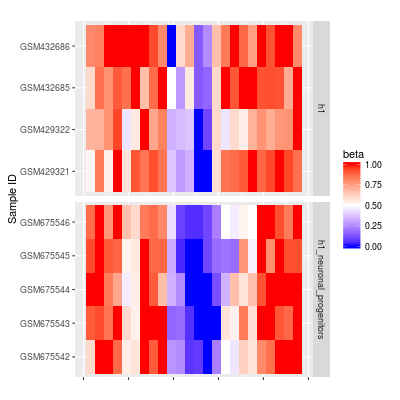 Sample ID
GSM432686
GSM432685
GSM429322
GSM429321
h1
GSM675546
GSM675545
GSM675544
GSM675543
GSM675542
h1_neuronal_progenitors
beta
1.00
0.75
0.50
0.25
0.00